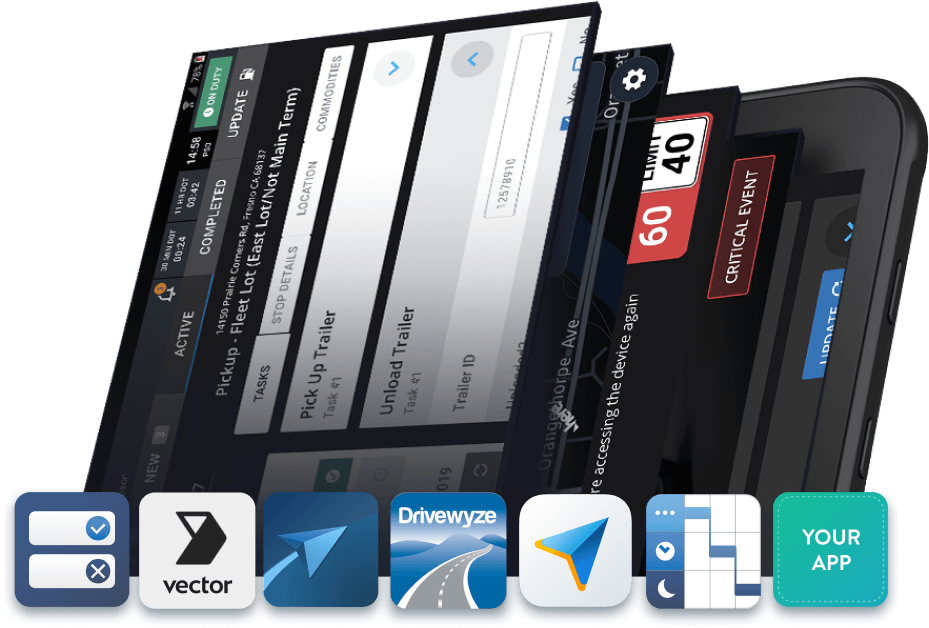 14:58
PSO
78%
ON DUTY
30 MIN DOT
00:24
11 HR DOT
03:42
UPDATE
NEW 3
ACTIVE
COMPLETED
14150 Prairie Corners Rd, Fresno CA 68137
Pickup - Fleet Lot (East Lot/Not Main Term)
TASKS
STOP DETAILS
LOCATION
COMMODITIES
Pick Up Trailer
Task #1
Unload Trailer
Task #1
Trailer ID
12578910
Yes
No
Orangethorpe Ave
60
LIMIT
40
re accessing the device again
CRITICAL EVENT
UPDATE
vector
Drivewyze
YOUR
APP